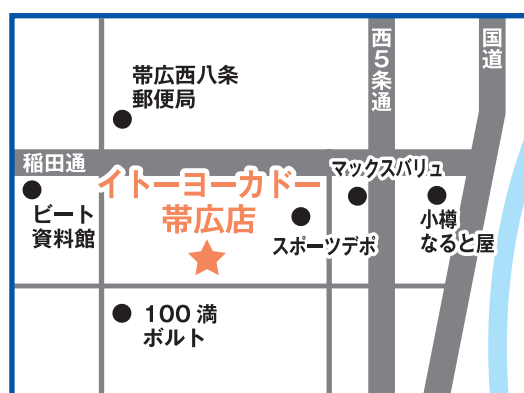 帯広西八条
郵便局
西5条通
国道
稲田通
イトーヨーカドー
帯広店
マックスバリュ
ビート
資料館
スポーツデポ
小樽
なると屋
100満
ボルト